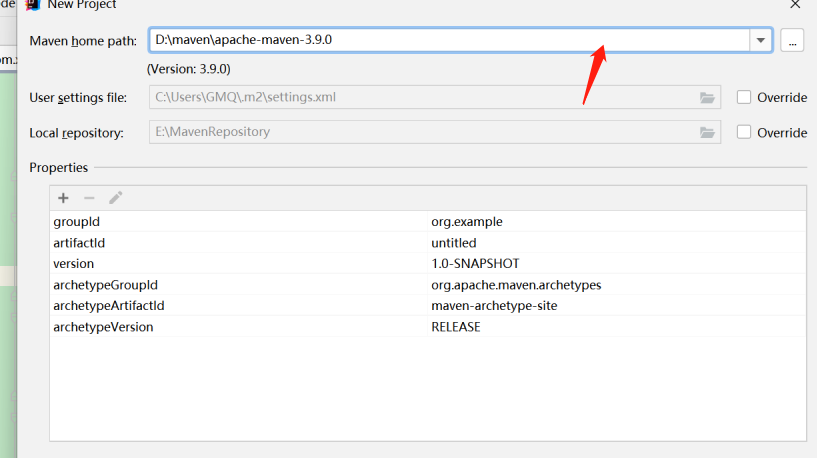 New Project
Maven home path: D:\maven\apache-maven-3.9.0 ...
(Version: 3.9.0)
User settings file: C:\Users\GMQ\.m2\settings.xml Override
Local repository: E:\MavenRepository Override
Properties
groupId org.example
artifactId untitled
version 1.0-SNAPSHOT
archetypeGroupId org.apache.maven.archetypes
archetypeArtifactId maven-archetype-site
archetypeVersion RELEASE